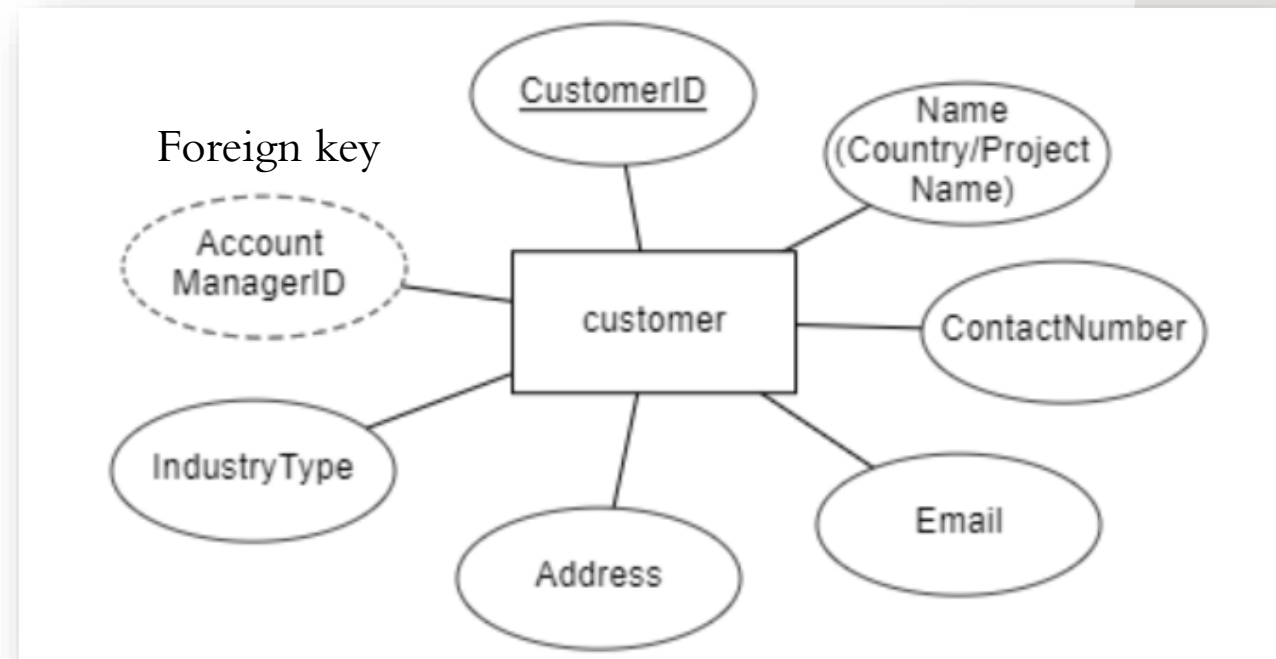 CustomerID
Name
(Country/Project
Name)
Foreign key
Account
ManagerID
customer
ContactNumber
IndustryType
Email
Address